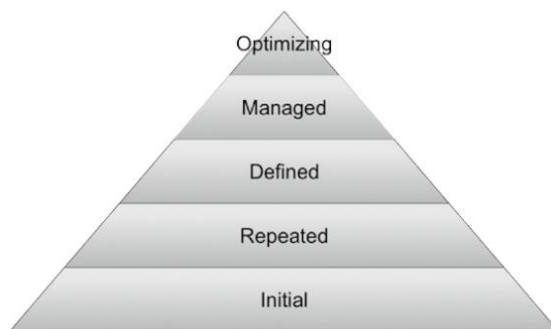 Optimizing
Managed
Defined
Repeated
Initial